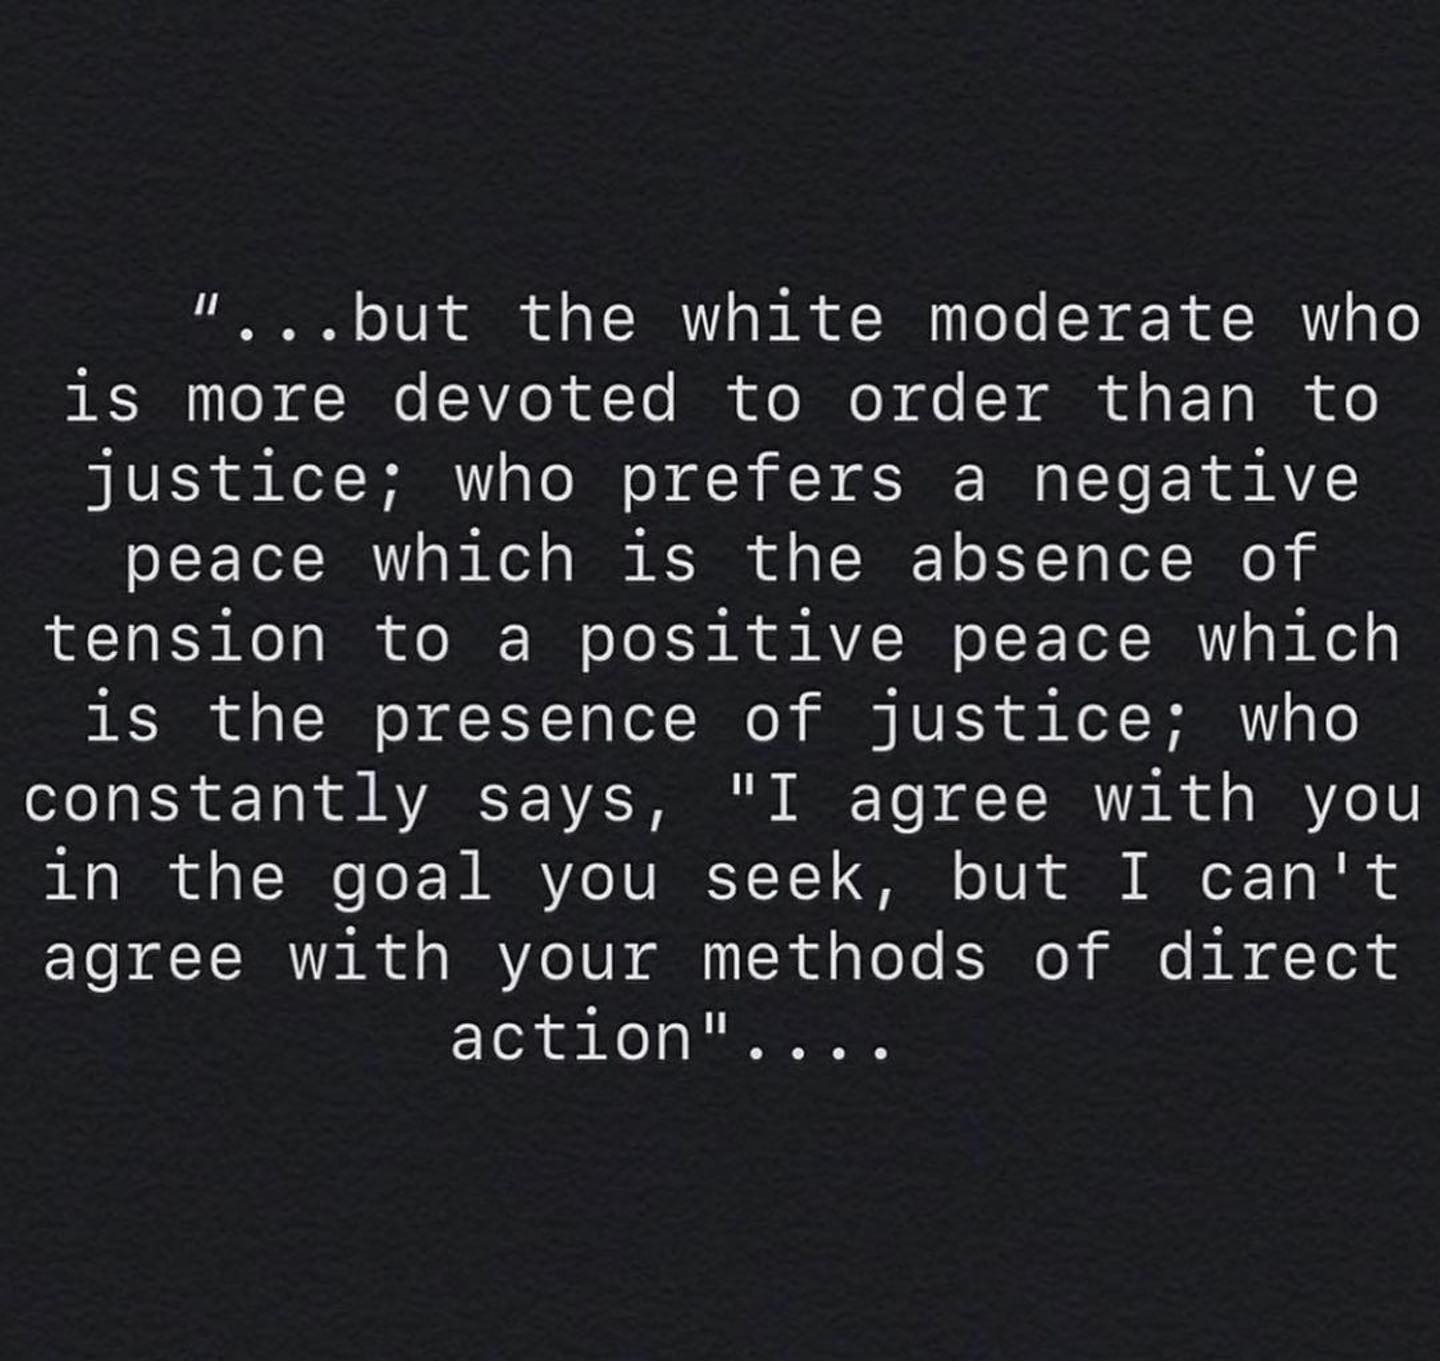 "...but the white moderate who
is more devoted to order than to
justice; who prefers a negative
peace which is the absence of
tension to a positive peace which
is the presence of justice; who
constantly says, "I agree with you
in the goal you seek, but I can't
agree with your methods of direct
action"....